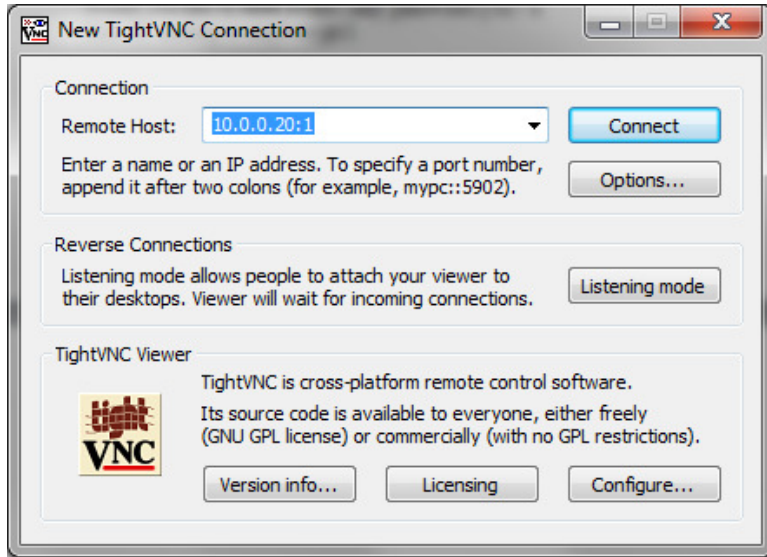 New TightVNC Connection
Connection
Remote Host: 10.0.0.20:1 Connect
Enter a name or an IP address. To specify a port number,
append it after two colons (for example, mypc::5902).
Options...
Reverse Connections
Listening mode allows people to attach your viewer to
their desktops. Viewer will wait for incoming connections.
Listening mode
TightVNC Viewer
tight
VNC
TightVNC is cross-platform remote control software.
Its source code is available to everyone, either freely
(GNU GPL license) or commercially (with no GPL restrictions).
Version info... Licensing Configure...